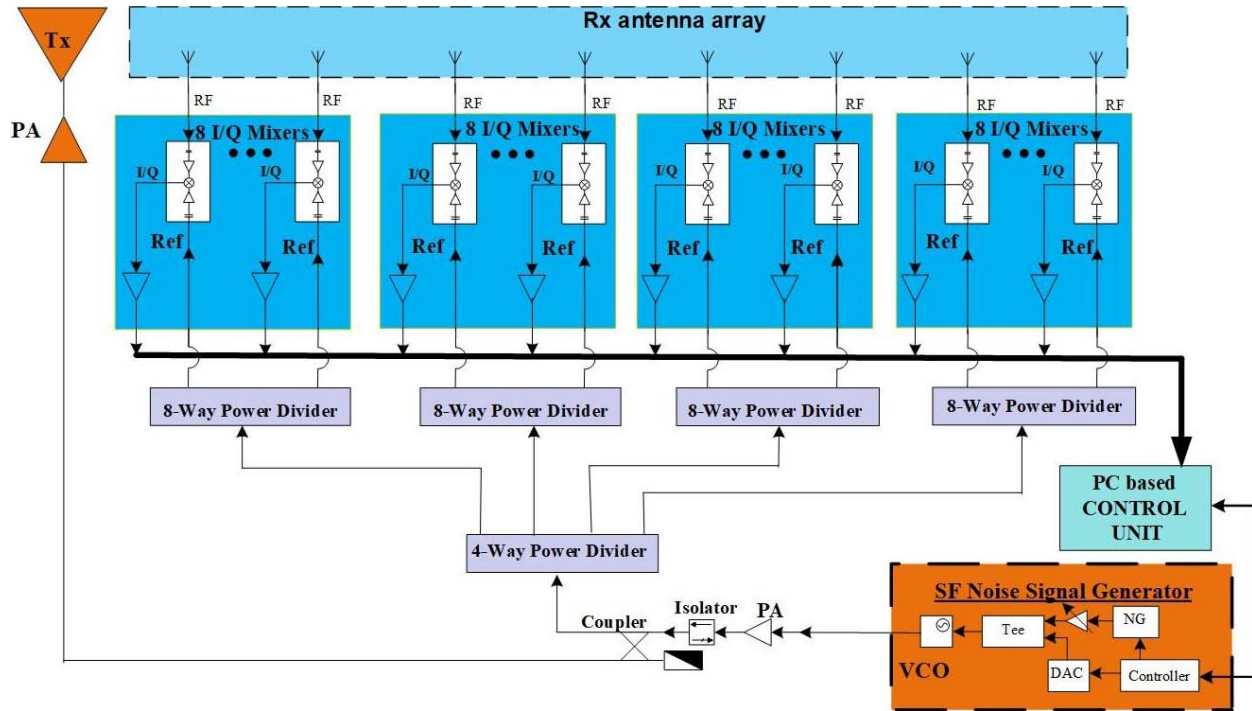 Rx antenna array
Tx
RF RF RF RF RF RF RF RF
PA
8 I/Q Mixers 8 I/Q Mixers 8 I/Q Mixers 8 I/Q Mixers
I/Q I/Q I/Q I/Q I/Q I/Q I/Q I/Q
Ref Ref Ref Ref Ref Ref Ref Ref
8-Way Power Divider 8-Way Power Divider 8-Way Power Divider 8-Way Power Divider
PC based
CONTROL
UNIT
4-Way Power Divider
SF Noise Signal Generator
Coupler Isolator PA
Tee NG
VCO DAC Controller